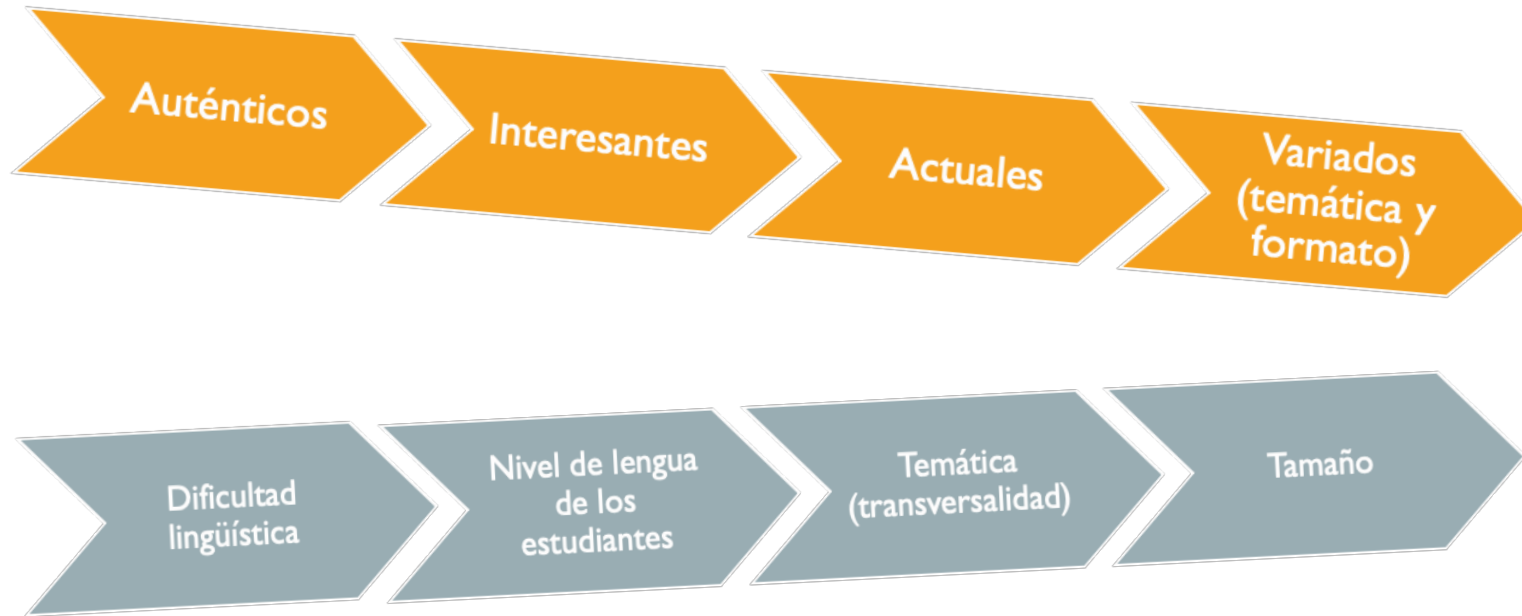 Auténticos
Interesantes
Actuales
Variados
(temática y
formato)
Dificultad
lingüística
Nivel de lengua
de los
estudiantes
Temática
(transversalidad)
Tamaño